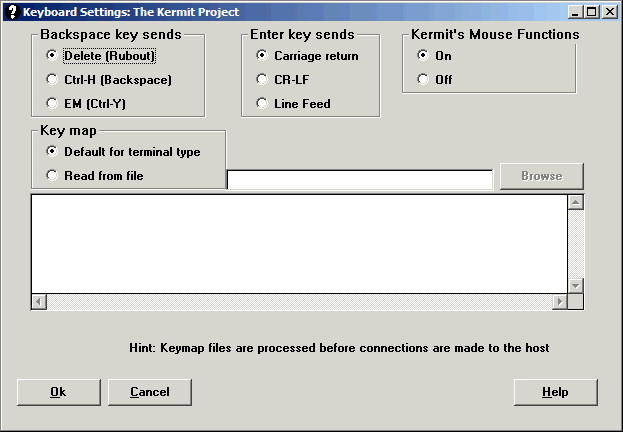 Keyboard Settings: The Kermit Project
Backspace key sends
Delete (Rubout)
Ctrl-H (Backspace)
EM (Ctrl-Y)
Enter key sends
Carriage return
CR-LF
Line Feed
Kermit's Mouse Functions
On
Off
Key map
Default for terminal type
Read from file
Browse
Hint: Keymap files are processed before connections are made to the host
Ok
Cancel
Help